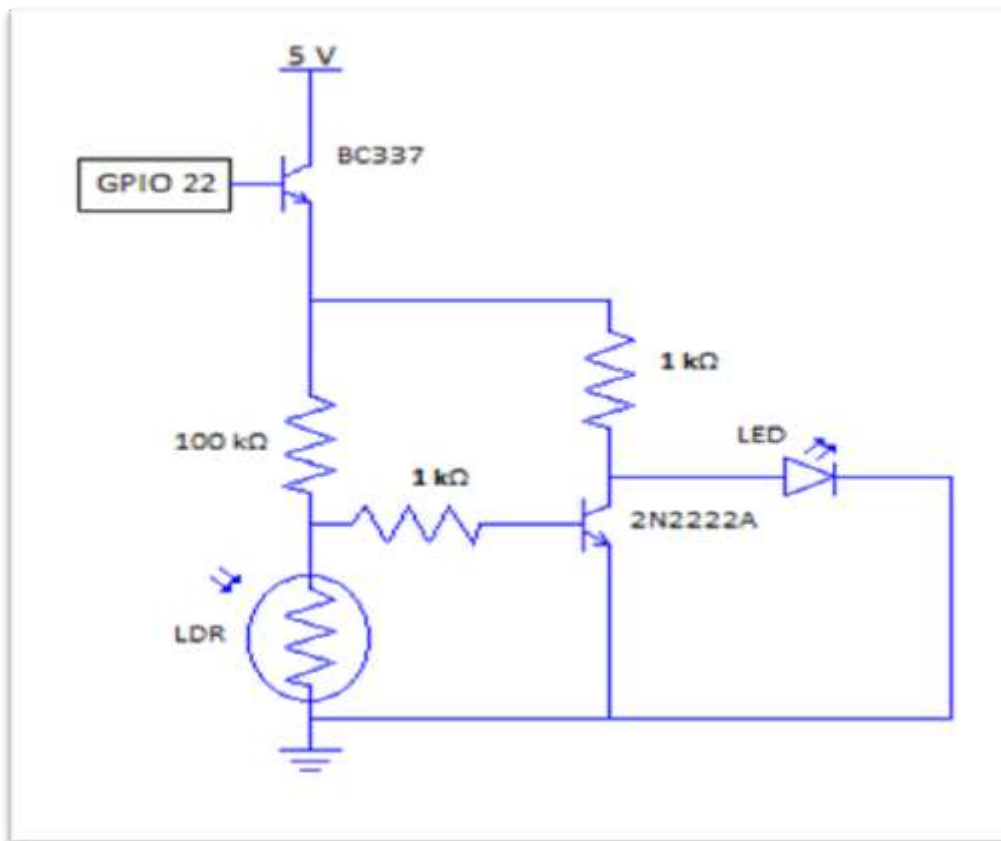 5 V
BC337
GPIO 22
1 kΩ
100 kΩ
LED
1 kΩ
2N2222A
LDR